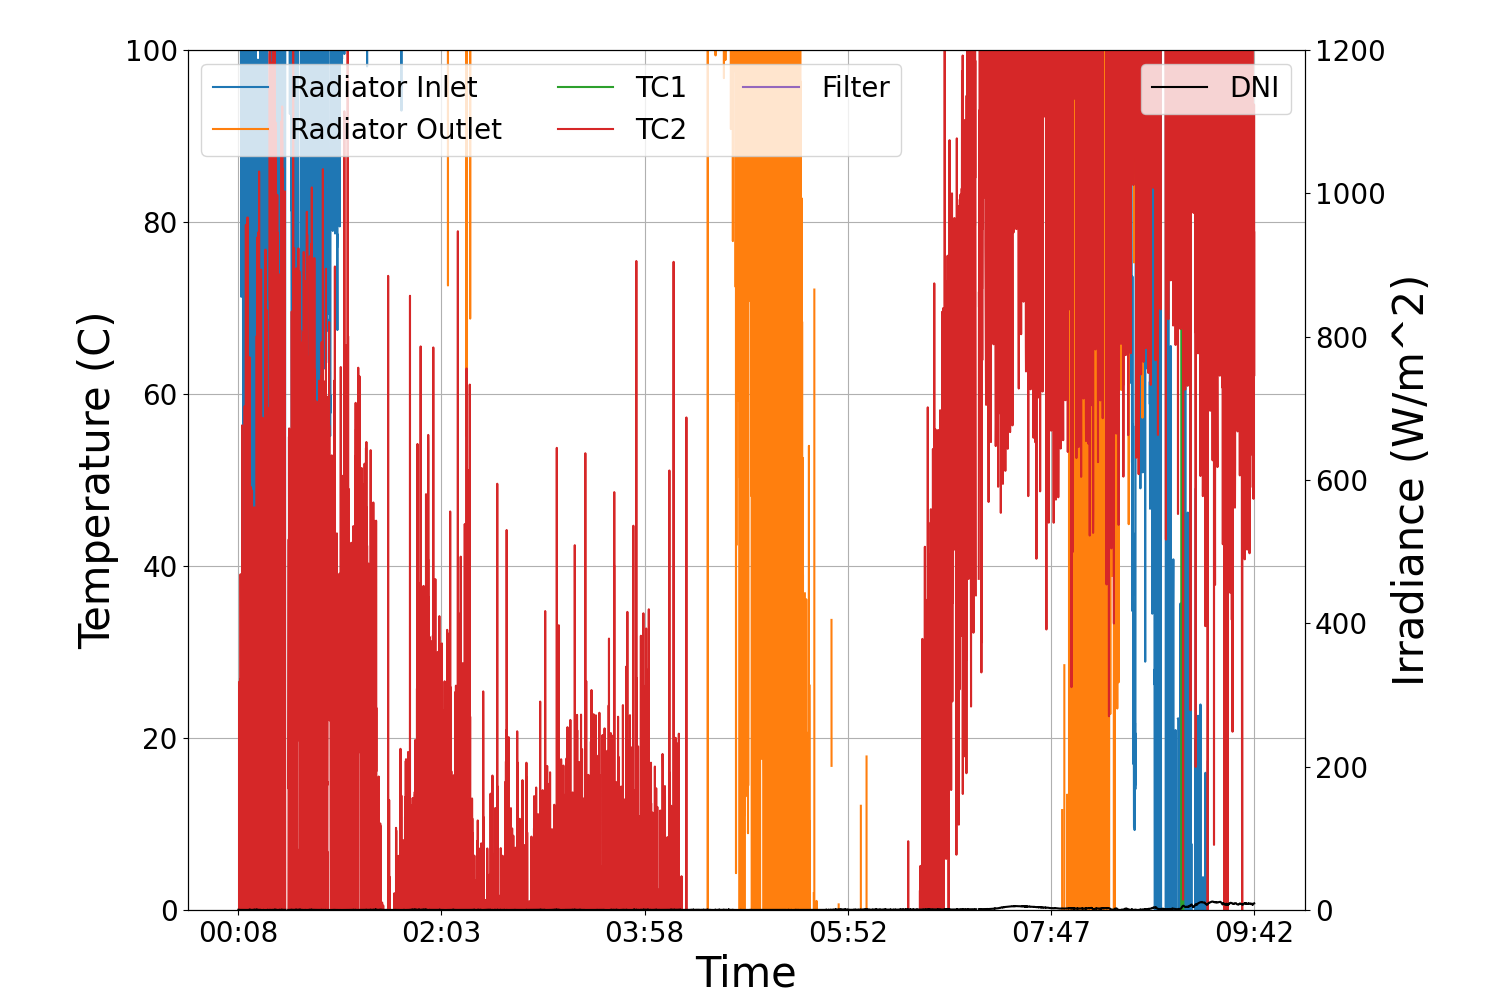 Radiator Inlet
Radiator Outlet
TC1
TC2
Filter
DNI
Temperature (C)
100
80
60
40
20
0
Irradiance (W/m^2)
1200
1000
800
600
400
200
0
00:08
02:03
03:58
05:52
07:47
09:42
Time